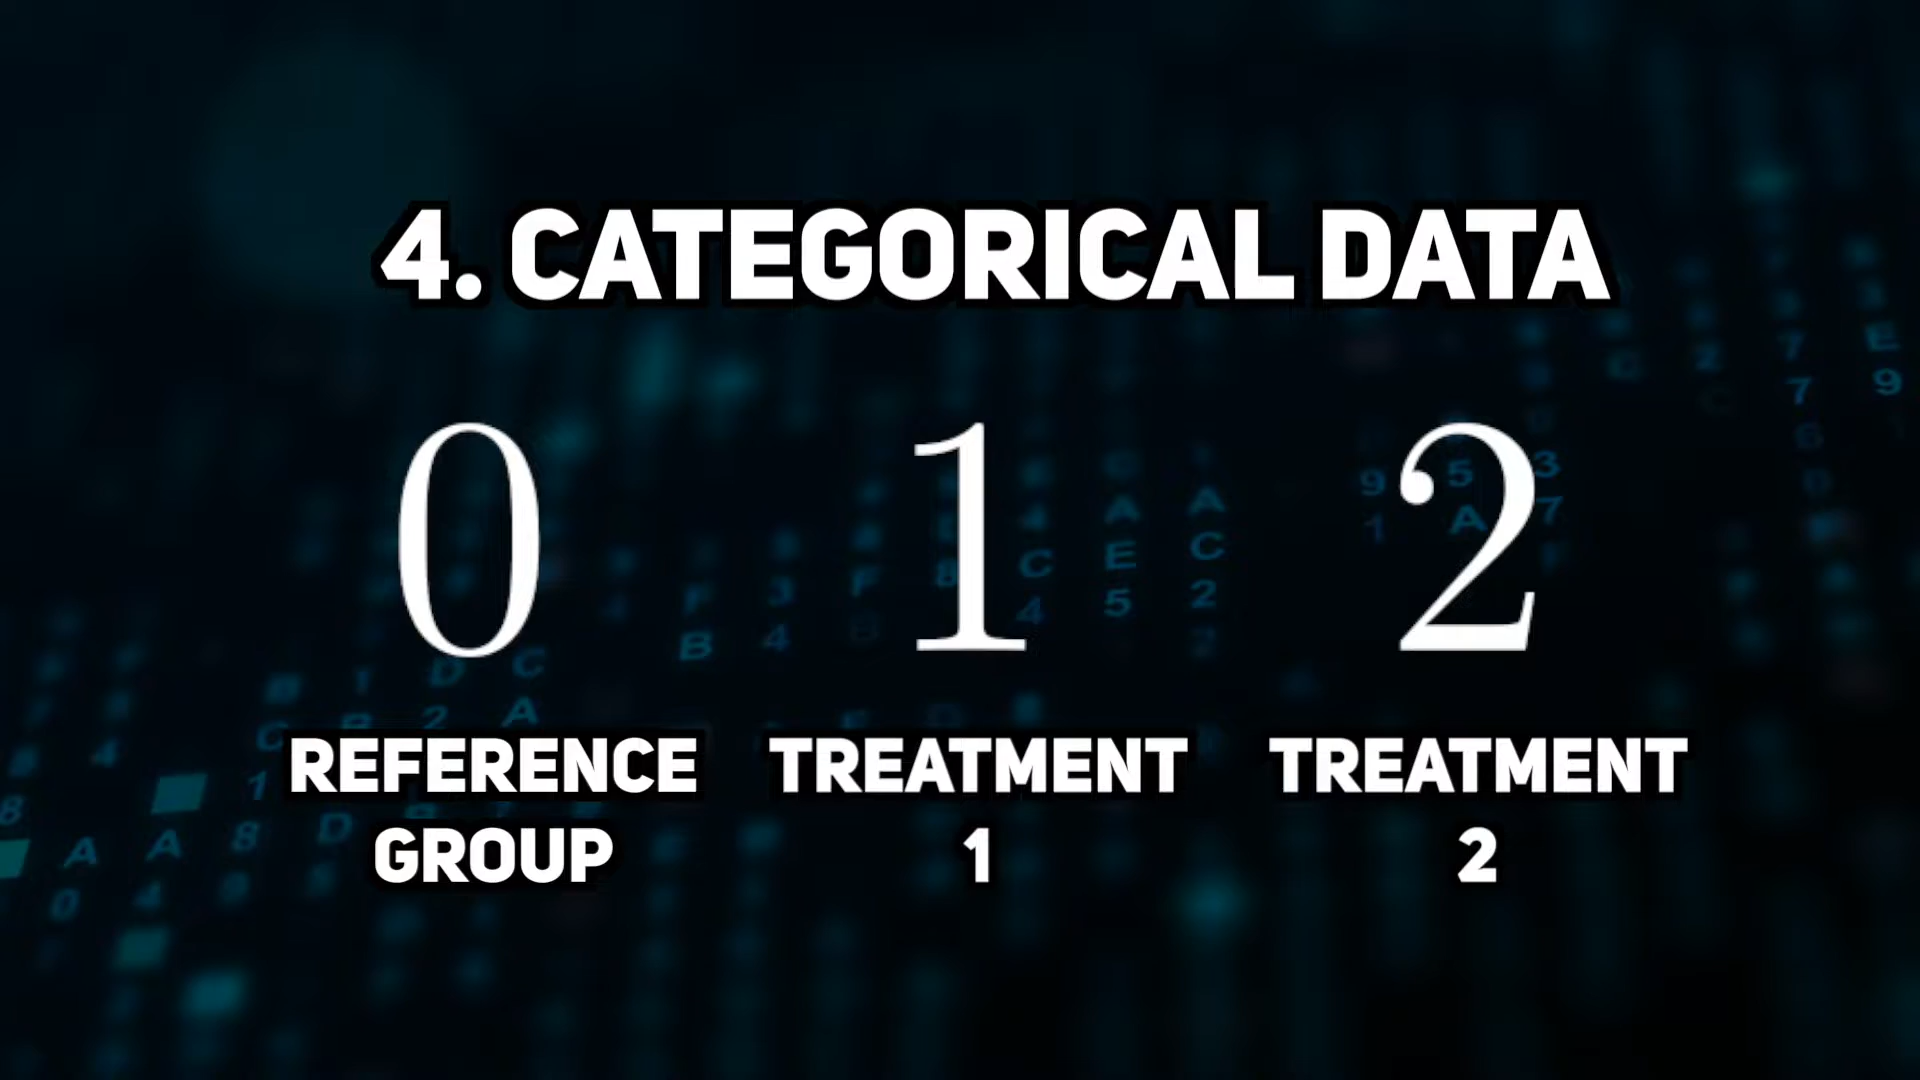 4. CATEGORICAL DATA
0 1 2
REFERENCE TREATMENT TREATMENT
GROUP 1 2